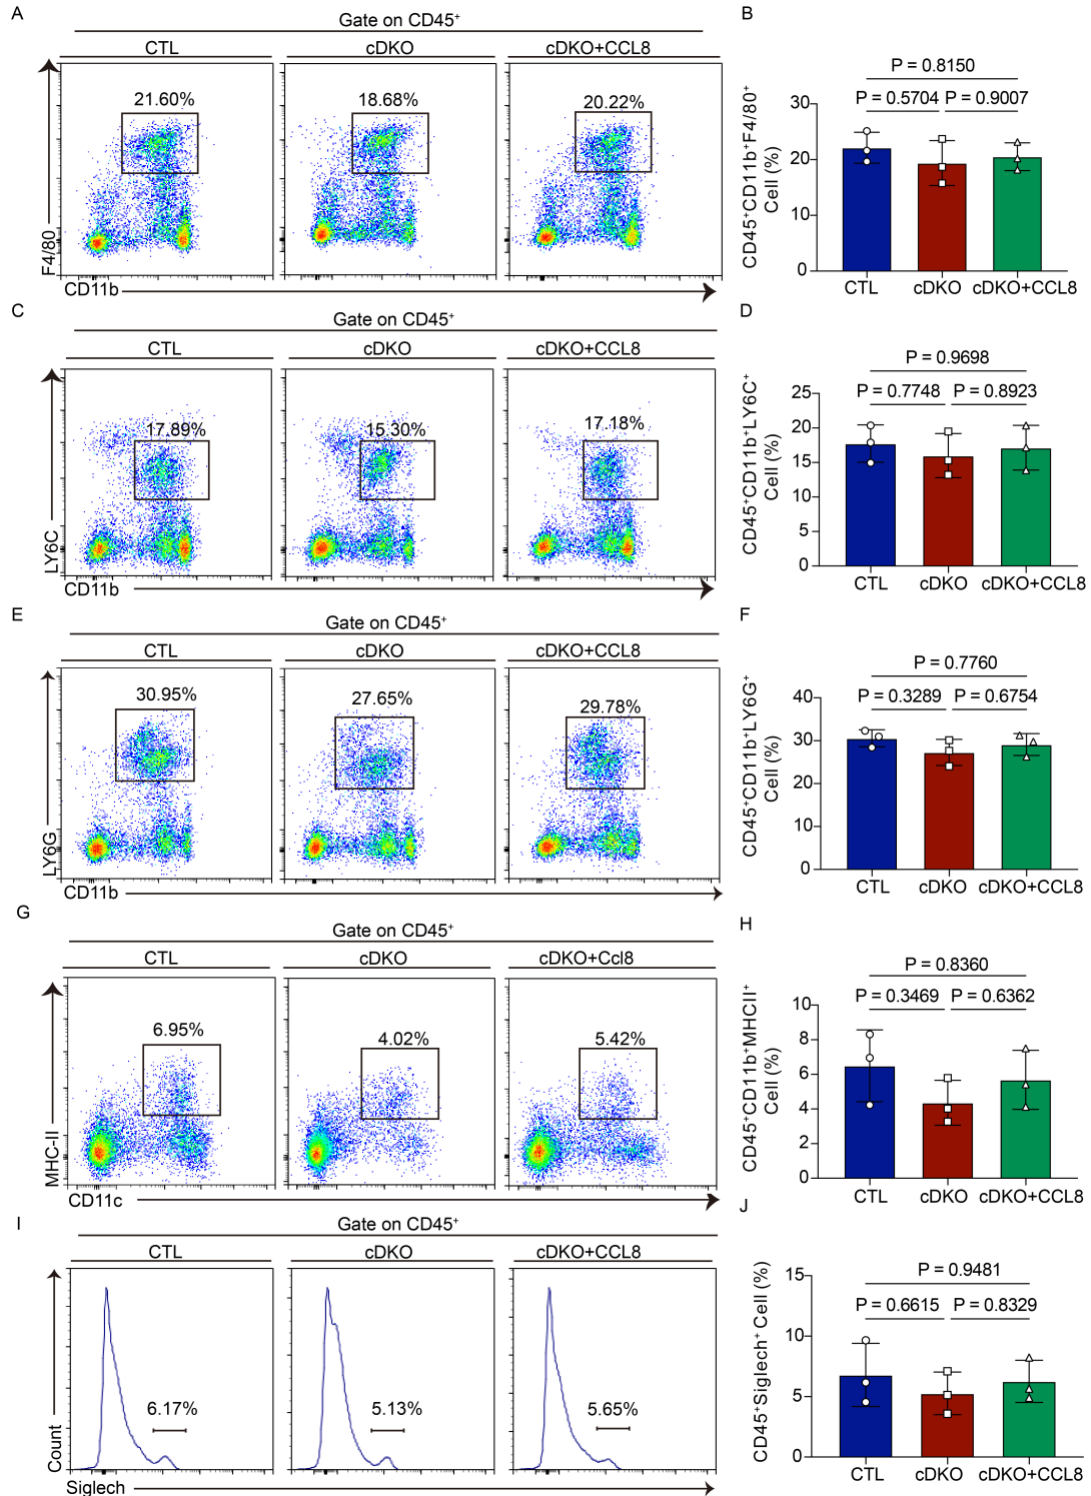 A
Gate on CD45⁺
CTL cDKO cDKO+CCL8
21.60% 18.68% 20.22%
F4/80
CD11b
B
P = 0.8150
P = 0.5704 P = 0.9007
CD45⁺CD11b⁺F4/80⁺
Cell (%)
30
20
10
0
CTL cDKO cDKO+CCL8
C
Gate on CD45⁺
CTL cDKO cDKO+CCL8
17.89% 15.30% 17.18%
LY6C
CD11b
D
P = 0.9698
P = 0.7748 P = 0.8923
CD45⁺CD11b⁺LY6C⁺
Cell (%)
25
20
15
10
5
0
CTL cDKO cDKO+CCL8
E
Gate on CD45⁺
CTL cDKO cDKO+CCL8
30.95% 27.65% 29.78%
LY6G
CD11b
F
P = 0.7760
P = 0.3289 P = 0.6754
CD45⁺CD11b⁺LY6G⁺
Cell (%)
40
30
20
10
0
CTL cDKO cDKO+CCL8
G
Gate on CD45⁺
CTL cDKO cDKO+Ccl8
6.95% 4.02% 5.42%
MHC-II
CD11c
H
P = 0.8360
P = 0.3469 P = 0.6362
CD45⁺CD11b⁺MHCII⁺
Cell (%)
10
8
6
4
2
0
CTL cDKO cDKO+CCL8
I
Gate on CD45⁺
CTL cDKO cDKO+CCL8
6.17% 5.13% 5.65%
Count
Siglech
J
P = 0.9481
P = 0.6615 P = 0.8329
CD45⁺Siglech⁺ Cell (%)
15
10
5
0
CTL cDKO cDKO+CCL8